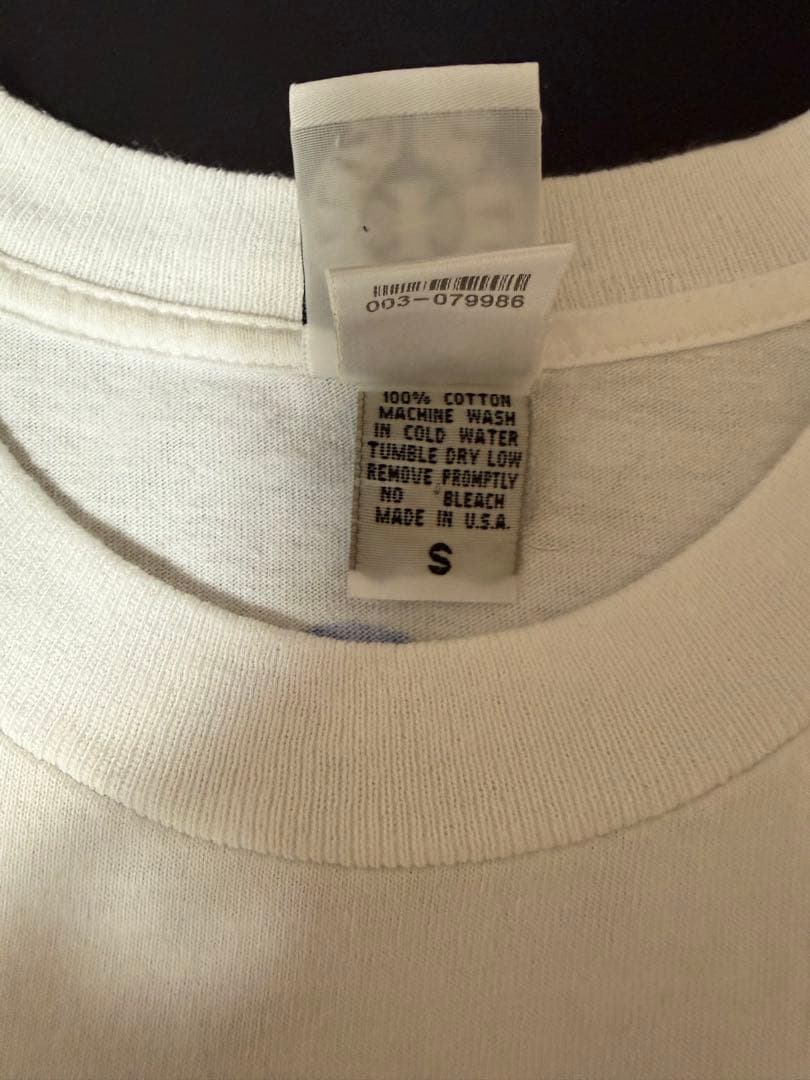 003-079986
100% COTTON
MACHINE WASH
IN COLD WATER
TUMBLE DRY LOW
REMOVE PROMPTLY
NO BLEACH
MADE IN U.S.A.
S